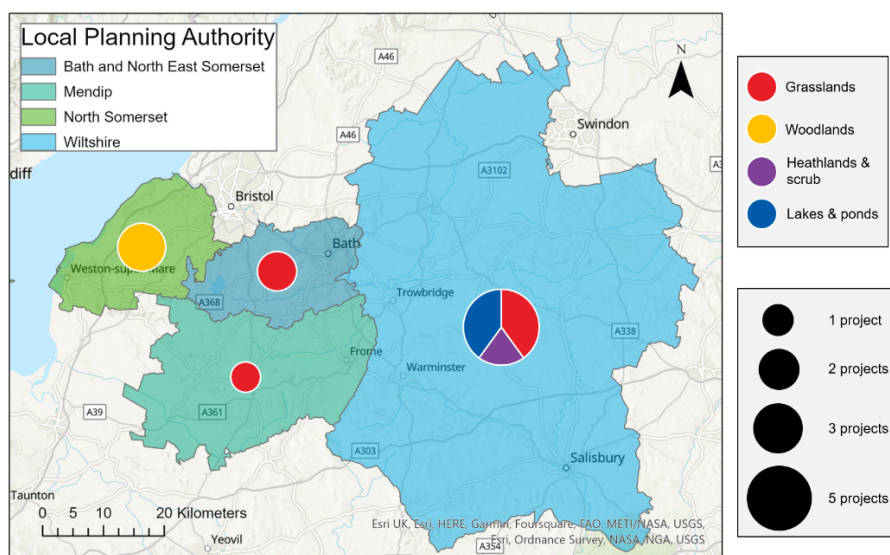 Local Planning Authority
Bath and North East Somerset
Mendip
North Somerset
Wiltshire
A46
N
Swindon
A46
A3102
Bristol
Bath
Weston-super-Mare
A368
Trowbridge
A338
Frome
Warminster
A39
A361
A303
Salisbury
Taunton
0 5 10 20 Kilometers
Yeovil
A354
Esri UK, Esri, HERE, Garmin, Foursquare, FAO, METI/NASA, USGS,
Esri, Ordnance Survey, NASA, NGA, USGS
Grasslands
Woodlands
Heathlands &
scrub
Lakes & ponds
1 project
2 projects
3 projects
5 projects